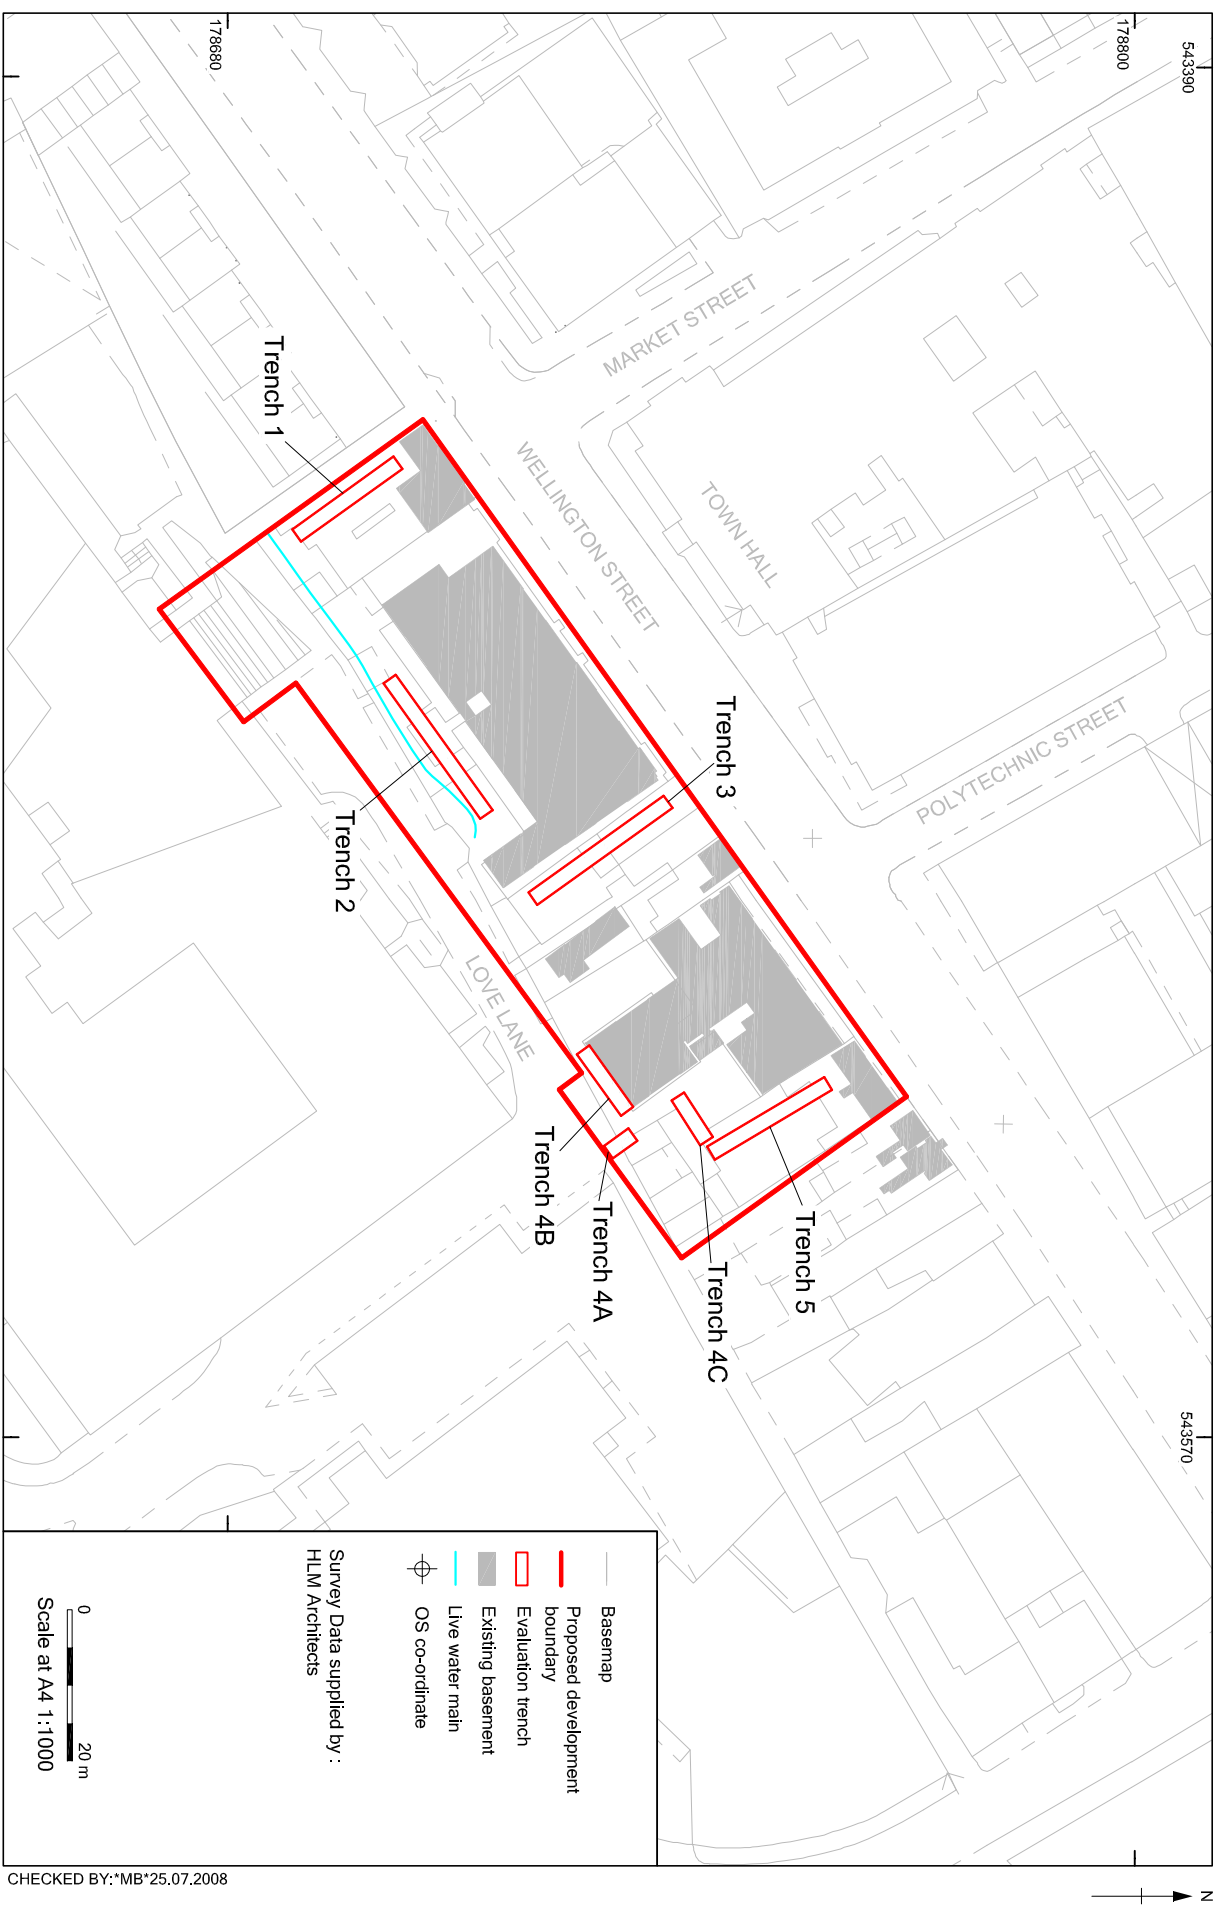 543390
543570
178800
178680
MARKET STREET
WELLINGTON STREET
TOWN HALL
POLYTECHNIC STREET
LOVE LANE
Trench 1
Trench 2
Trench 3
Trench 4B
Trench 4A
Trench 4C
Trench 5
Basemap
Proposed development
boundary
Evaluation trench
Existing basement
Live water main
OS co-ordinate
Survey Data supplied by :
HLM Architects
0
20 m
Scale at A4 1:1000
CHECKED BY:*MB*25.07.2008
N